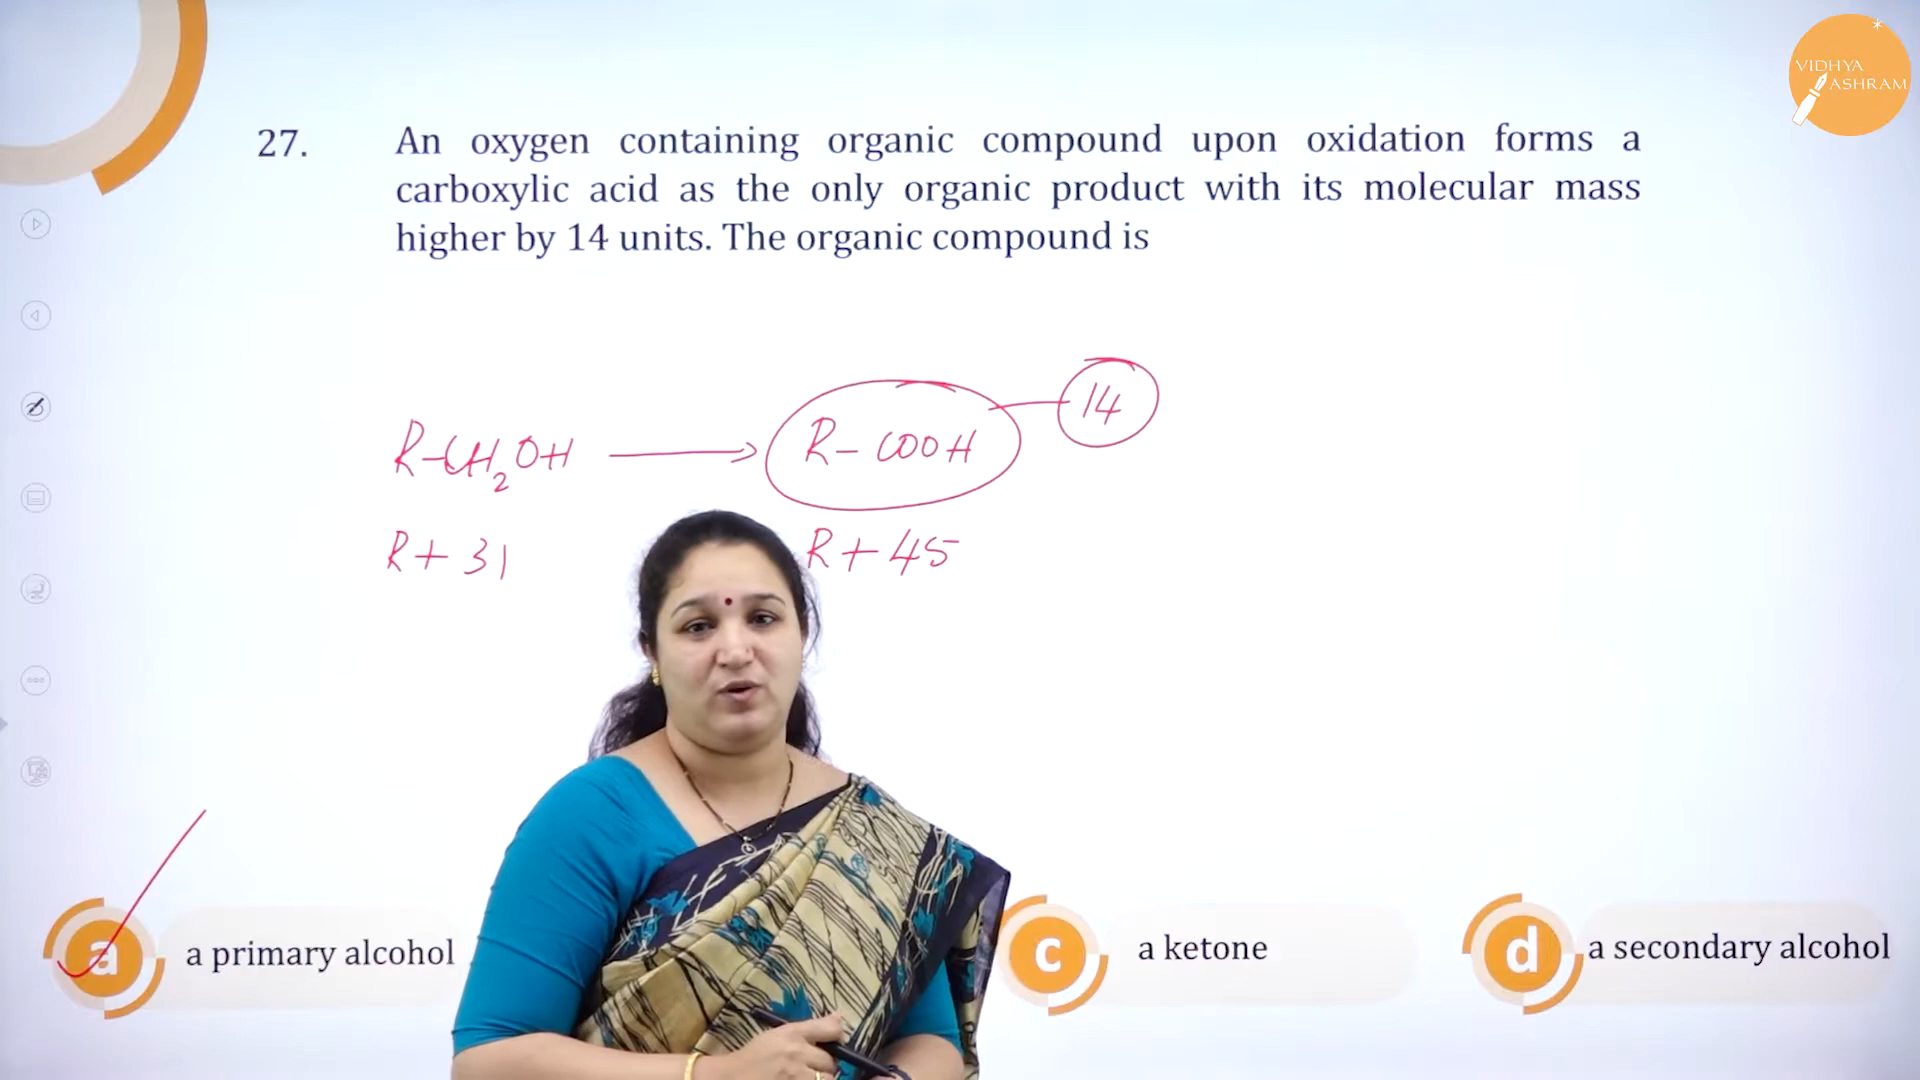 VIDHYA
ASHRAM
27. An oxygen containing organic compound upon oxidation forms a
carboxylic acid as the only organic product with its molecular mass
higher by 14 units. The organic compound is
R-CH₂OH → R-COOH 14
R+31 R+45
a a primary alcohol
c a ketone
d a secondary alcohol